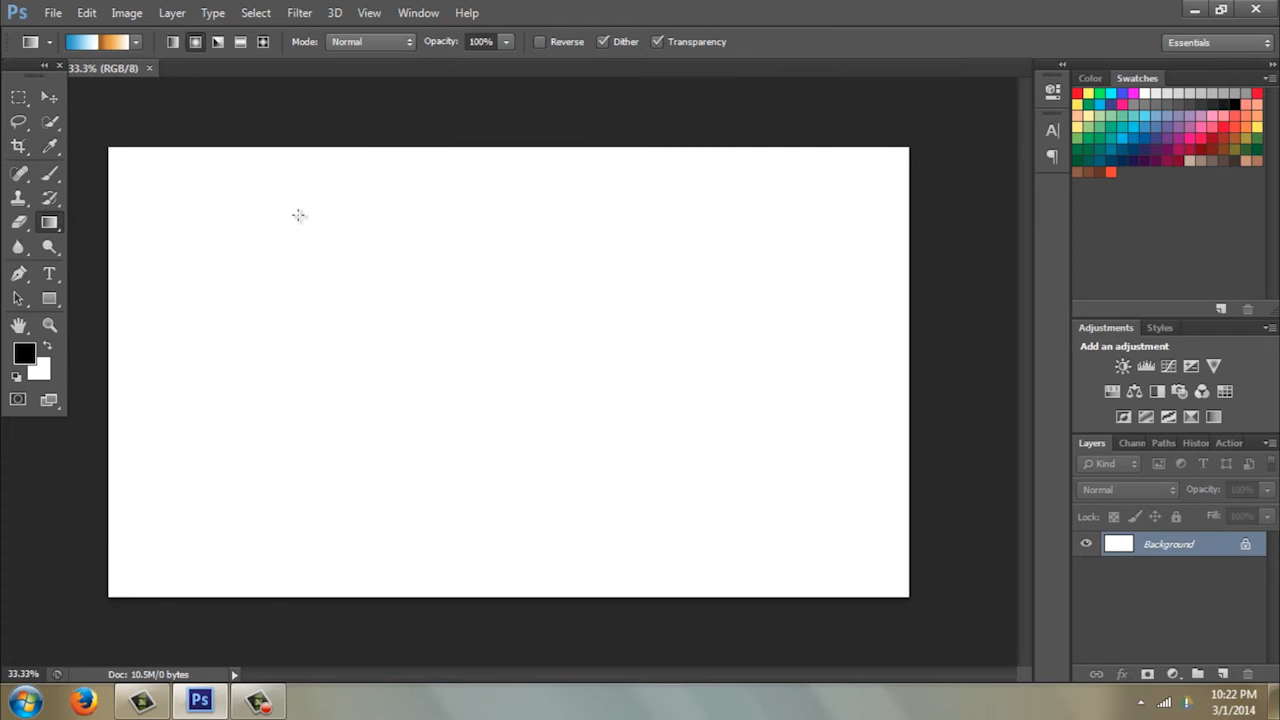 Ps File Edit Image Layer Type Select Filter 3D View Window Help
Mode: Normal Opacity: 100% Reverse Dither Transparency Essentials
33.3% (RGB/8) ×
Color Swatches
Adjustments Styles
Add an adjustment
Layers Chann Paths Histor Action
Kind
Normal Opacity: 100%
Lock: Fill: 100%
Background
33.33% Doc: 10.5M/0 bytes
Ps
10:22 PM
3/1/2014